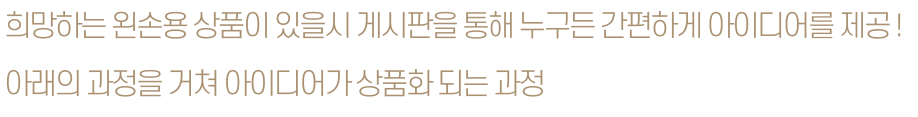 희망하는 왼손용 상품이 있을시 게시판을 통해 누구든 간편하게 아이디어를 제공 !
아래의 과정을 거쳐 아이디어가 상품화 되는 과정